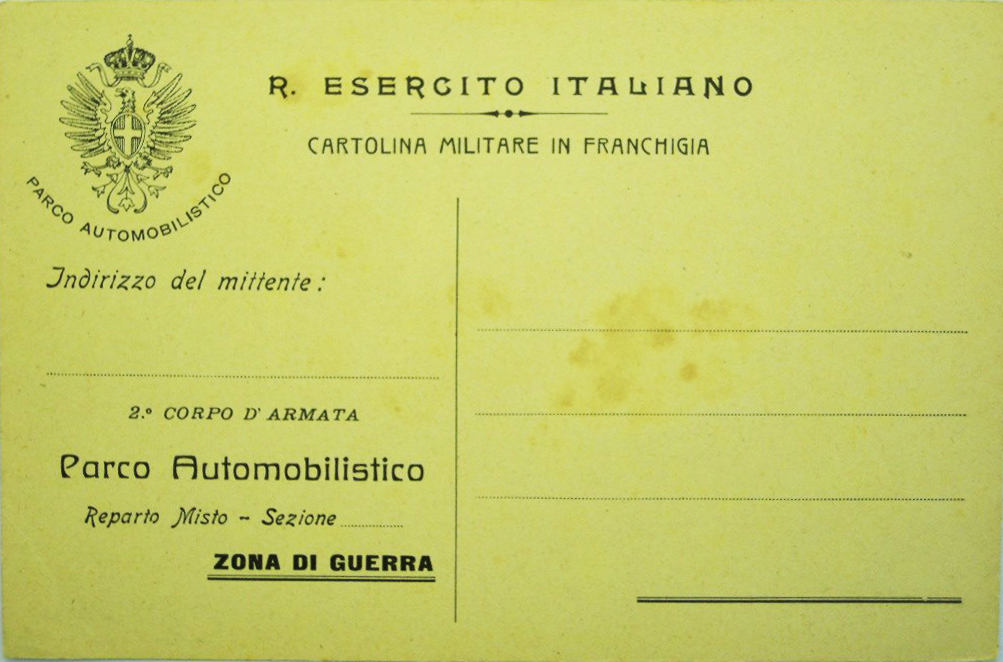 R. ESERCITO ITALIANO
CARTOLINA MILITARE IN FRANCHIGIA
PARCO AUTOMOBILISTICO
Indirizzo del mittente:
2.º CORPO D'ARMATA
Parco Automobilistico
Reparto Misto - Sezione
ZONA DI GUERRA